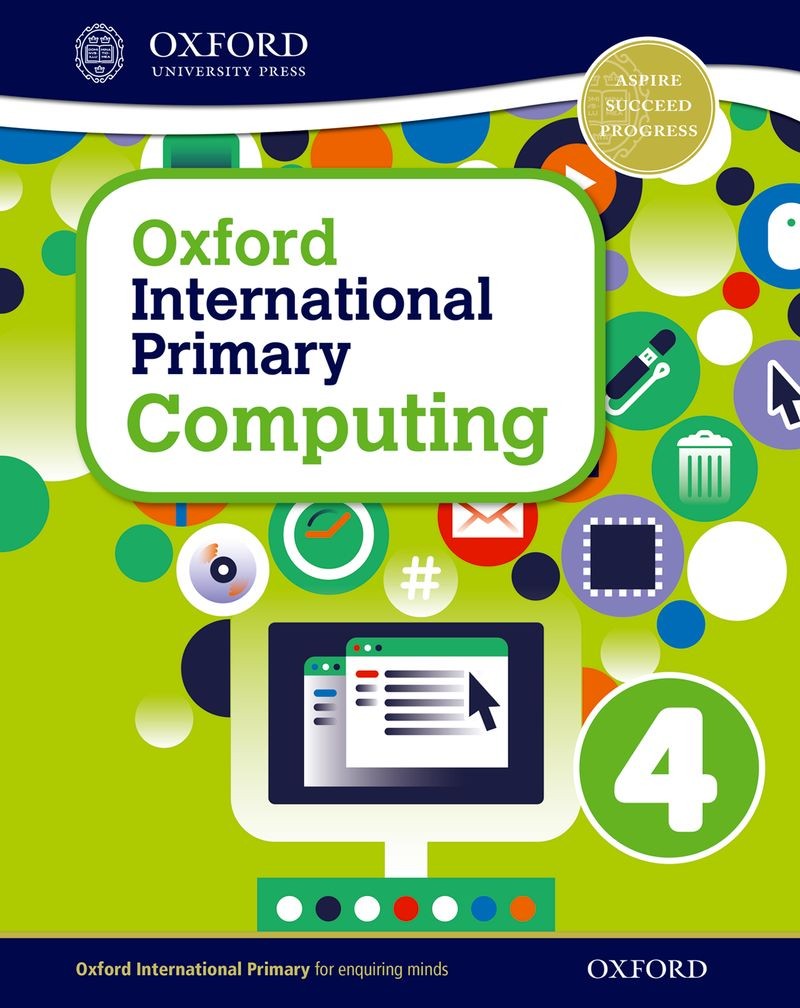 OXFORD
UNIVERSITY PRESS
ASPIRE
SUCCEED
PROGRESS
Oxford
International
Primary
Computing
#
4
Oxford International Primary for enquiring minds
OXFORD